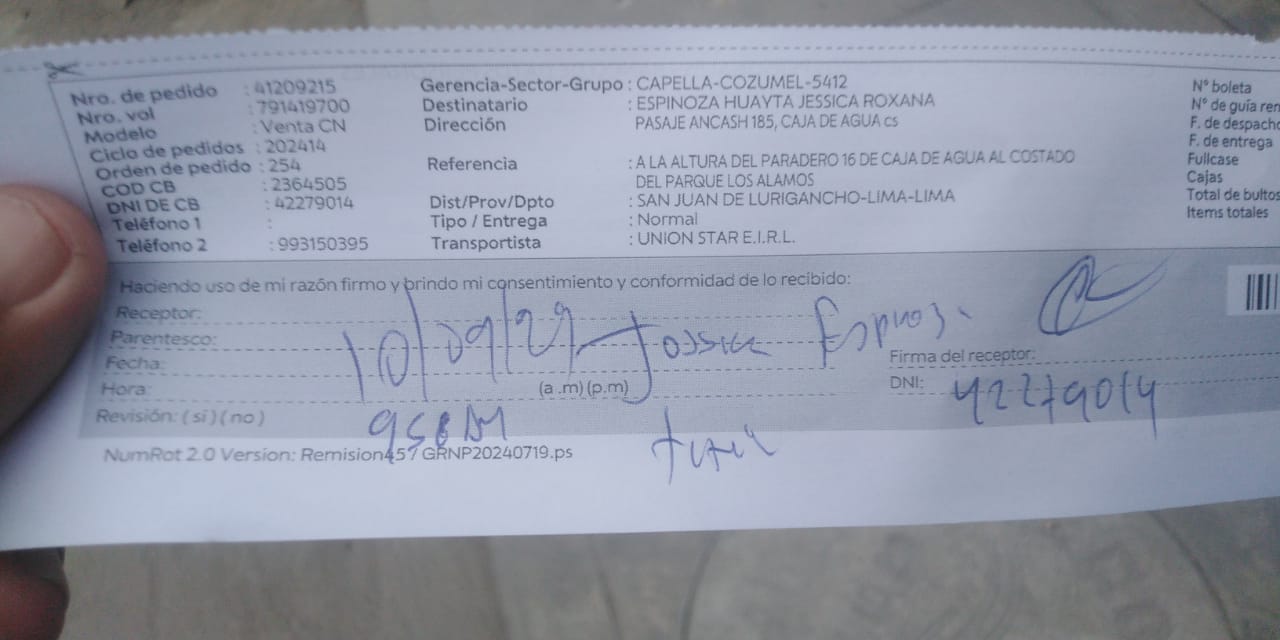 Nro. de pedido : 41209215
Nro. vol : 791419700
Modelo : Venta CN
Ciclo de pedidos : 202414
Orden de pedido : 254
COD CB : 2364505
DNI DE CB : 42279014
Teléfono 1 :
Teléfono 2 : 993150395
Gerencia-Sector-Grupo : CAPELLA-COZUMEL-5412
Destinatario : ESPINOZA HUAYTA JESSICA ROXANA
Dirección PASAJE ANCASH 185, CAJA DE AGUA cs
Referencia : A LA ALTURA DEL PARADERO 16 DE CAJA DE AGUA AL COSTADO
DEL PARQUE LOS ALAMOS
Dist/Prov/Dpto : SAN JUAN DE LURIGANCHO-LIMA-LIMA
Tipo / Entrega : Normal
Transportista : UNION STAR E.I.R.L.
N° boleta
N° de guía ren
F. de despacho
F. de entrega
Fullcase
Cajas
Total de bultos
Items totales
Haciendo uso de mi razón firmo y brindo mi consentimiento y conformidad de lo recibido:
Receptor:
Parentesco:
Fecha:
Hora: (a .m) (p.m)
Revisión: ( si ) ( no )
Firma del receptor:
DNI: 42279014
NumRot 2.0 Version: Remision457GRNP20240719.ps